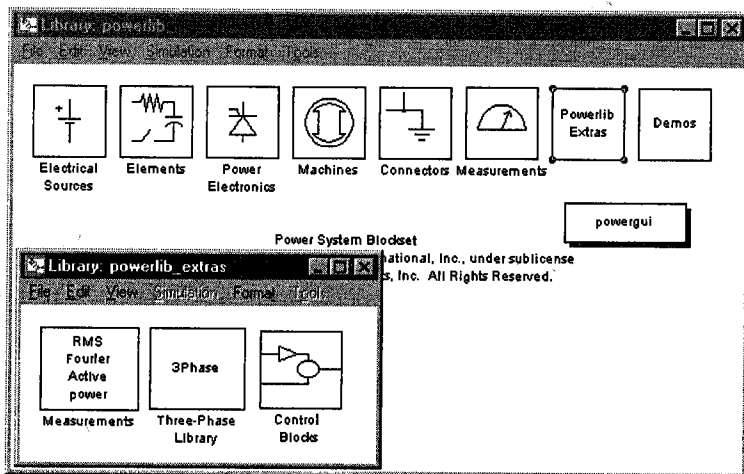 Library: powerlib
File Edit View Simulation Format Tools
Electrical Sources
Elements
Power Electronics
Machines
Connectors
Measurements
Powerlib Extras
Demos
powergui
Power System Blockset
national, Inc., under sublicense
s, Inc. All Rights Reserved.
Library: powerlib_extras
File Edit View Simulation Format Tools
RMS
Fourier
Active
power
Measurements
3Phase
Three-Phase
Library
Control
Blocks